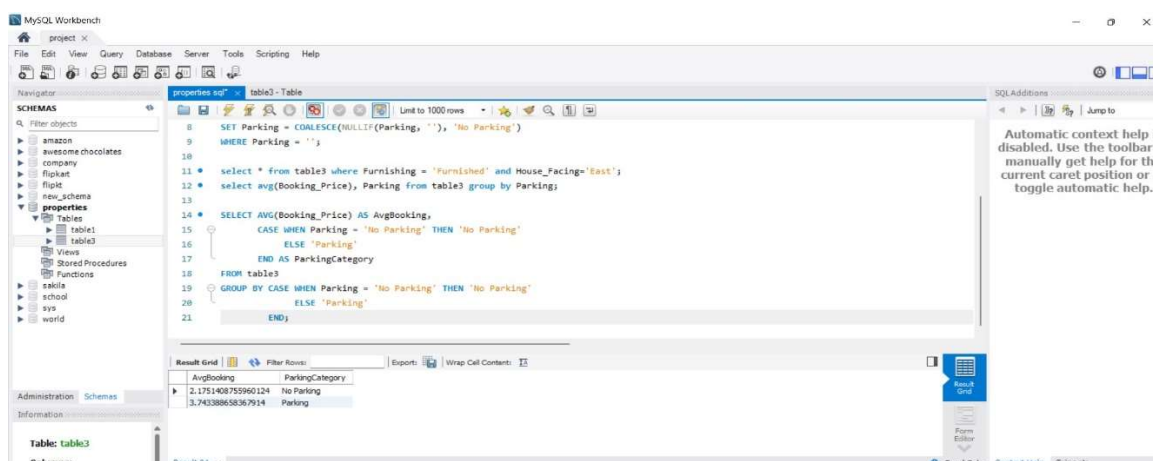 MySQL Workbench
project ×
File Edit View Query Database Server Tools Scripting Help
Navigator
SCHEMAS
Filter objects
amazon
awesome chocolates
company
flipkart
flipkt
new_schema
properties
Tables
table1
table3
Views
Stored Procedures
Functions
sakila
school
sys
world
Administration Schemas
Information
Table: table3
properties sql* × table3 - Table
Limit to 1000 rows
8 SET Parking = COALESCE(NULLIF(Parking, ''), 'No Parking')
9 WHERE Parking = '';
10
11 select * from table3 where Furnishing = 'Furnished' and House_Facing='East';
12 select avg(Booking_Price), Parking from table3 group by Parking;
13
14 SELECT AVG(Booking_Price) AS AvgBooking,
15 CASE WHEN Parking = 'No Parking' THEN 'No Parking'
16 ELSE 'Parking'
17 END AS ParkingCategory
18 FROM table3
19 GROUP BY CASE WHEN Parking = 'No Parking' THEN 'No Parking'
20 ELSE 'Parking'
21 END;
Result Grid Filter Rows: Export: Wrap Cell Content:
AvgBooking ParkingCategory
2.1751408755960124 No Parking
3.743388658367914 Parking
Result
Grid
Form
Editor
SQLAdditions
Jump to
Automatic context help
disabled. Use the toolbar
manually get help for th
current caret position or
toggle automatic help.